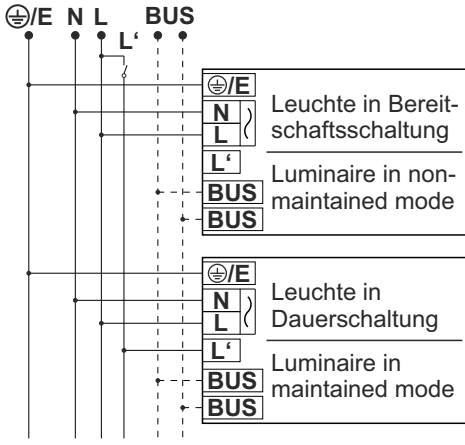 ⏚/E N L BUS
L‘
⏚/E
N
L
L‘
BUS
BUS
Leuchte in Bereit-
schaftsschaltung
Luminaire in non-
maintained mode
⏚/E
N
L
L‘
BUS
BUS
Leuchte in
Dauerschaltung
Luminaire in
maintained mode